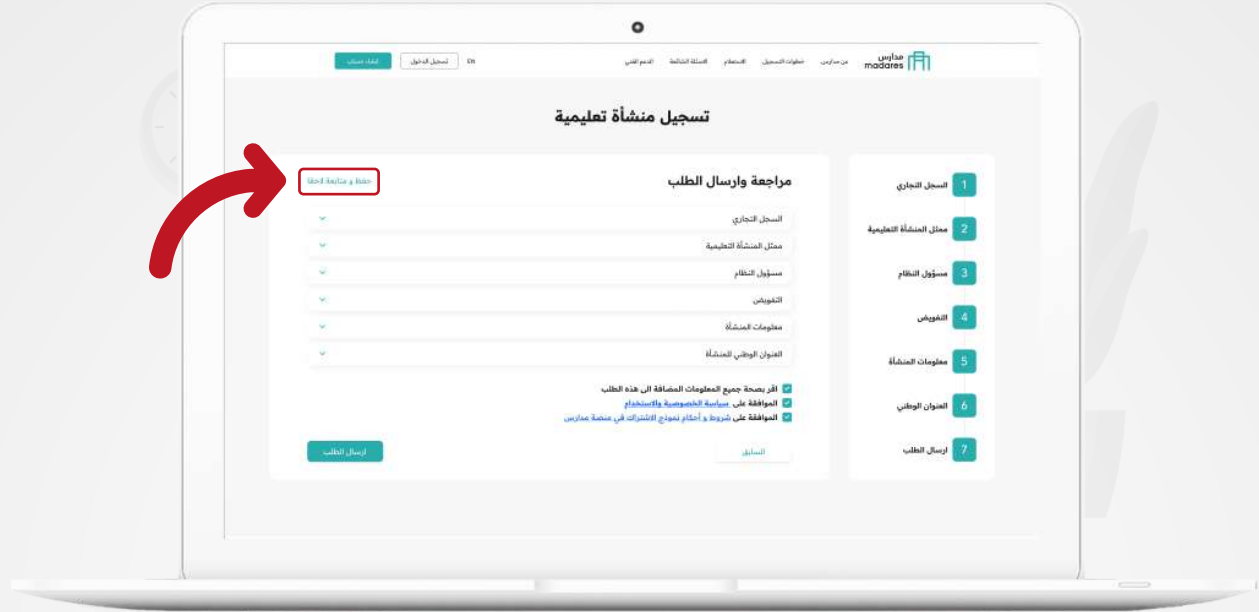 مدارس
madares
عن مدارس
خطوات التسجيل
الاستعلام
الاسئلة الشائعة
الدعم الفني
EN
تسجيل الدخول
انشاء حساب
تسجيل منشأة تعليمية
1 السجل التجاري
2 ممثل المنشأة التعليمية
3 مسؤول النظام
4 التفويض
5 معلومات المنشأة
6 العنوان الوطني
7 ارسال الطلب
مراجعة وارسال الطلب
حفظ و متابعة لاحقا
السجل التجاري
ممثل المنشأة التعليمية
مسؤول النظام
التفويض
معلومات المنشأة
العنوان الوطني للمنشأة
اقر بصحة جميع المعلومات المضافة الى هذه الطلب
الموافقة على سياسة الخصوصية والاستخدام
الموافقة على شروط و أحكام نموذج الاشتراك في منصة مدارس
السابق
ارسال الطلب